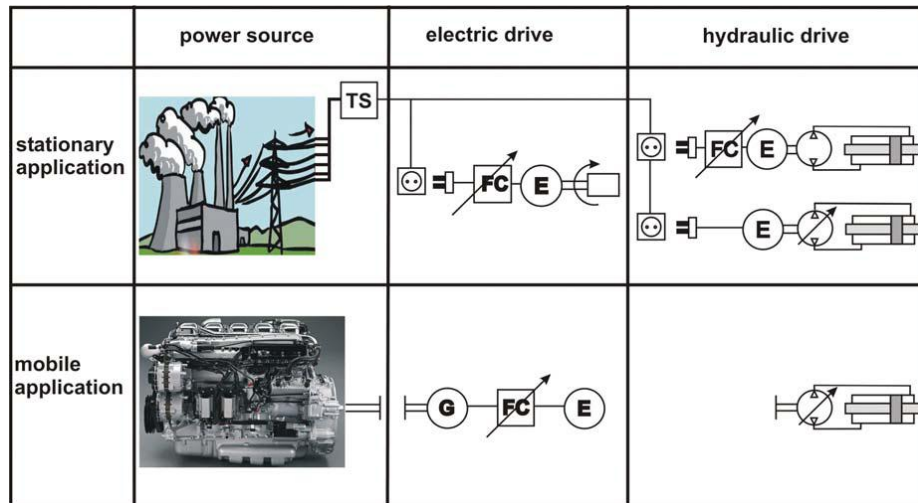 power source
electric drive
hydraulic drive
stationary
application
TS
FC
E
FC
E
E
mobile
application
G
FC
E